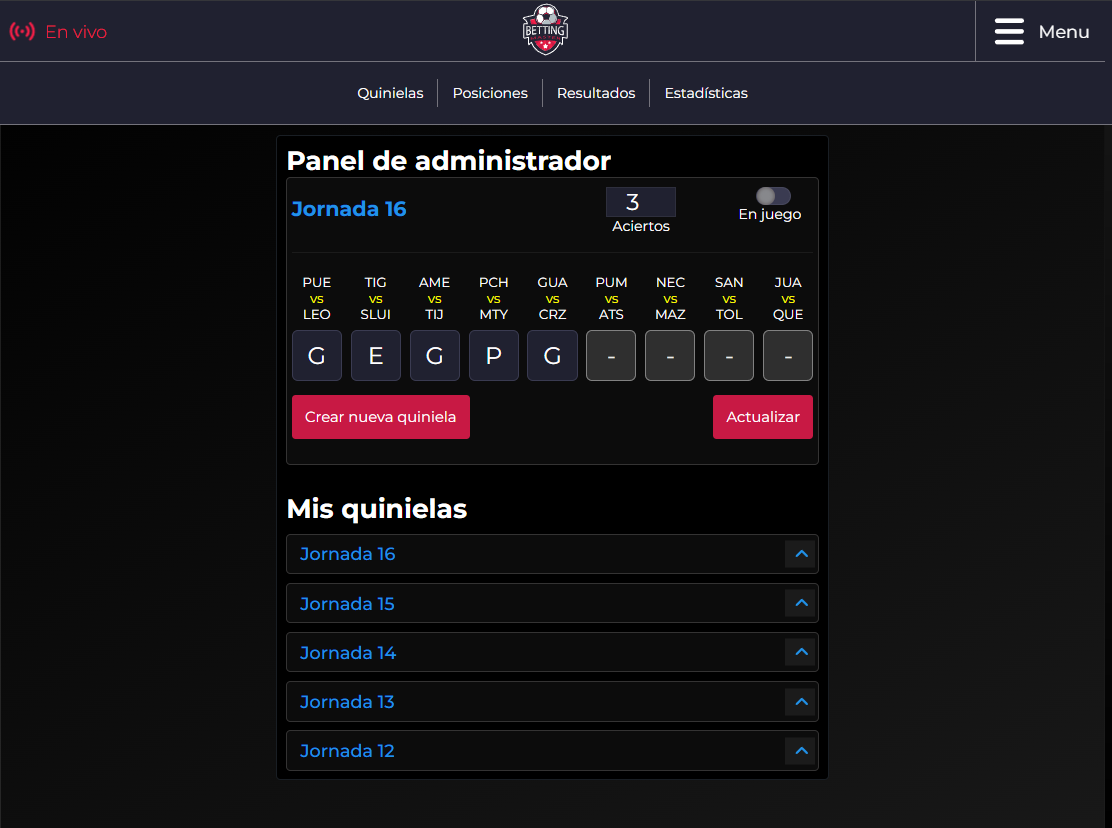 En vivo
BETTING
Menu
Quinielas
Posiciones
Resultados
Estadísticas
Panel de administrador
Jornada 16
3
Aciertos
En juego
PUE TIG AME PCH GUA PUM NEC SAN JUA
vs vs vs vs vs vs vs vs vs
LEO SLUI TIJ MTY CRZ ATS MAZ TOL QUE
G E G P G - - - -
Crear nueva quiniela
Actualizar
Mis quinielas
Jornada 16
Jornada 15
Jornada 14
Jornada 13
Jornada 12